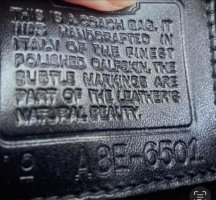 THIS IS A COACH BAG. IT
WAS HANDCRAFTED IN
ITALY OF THE FINEST
POLISHED CALFSKIN. THE
SUBTLE MARKINGS ARE
PART OF THE LEATHER'S
NATURAL BEAUTY.
A8E-6501